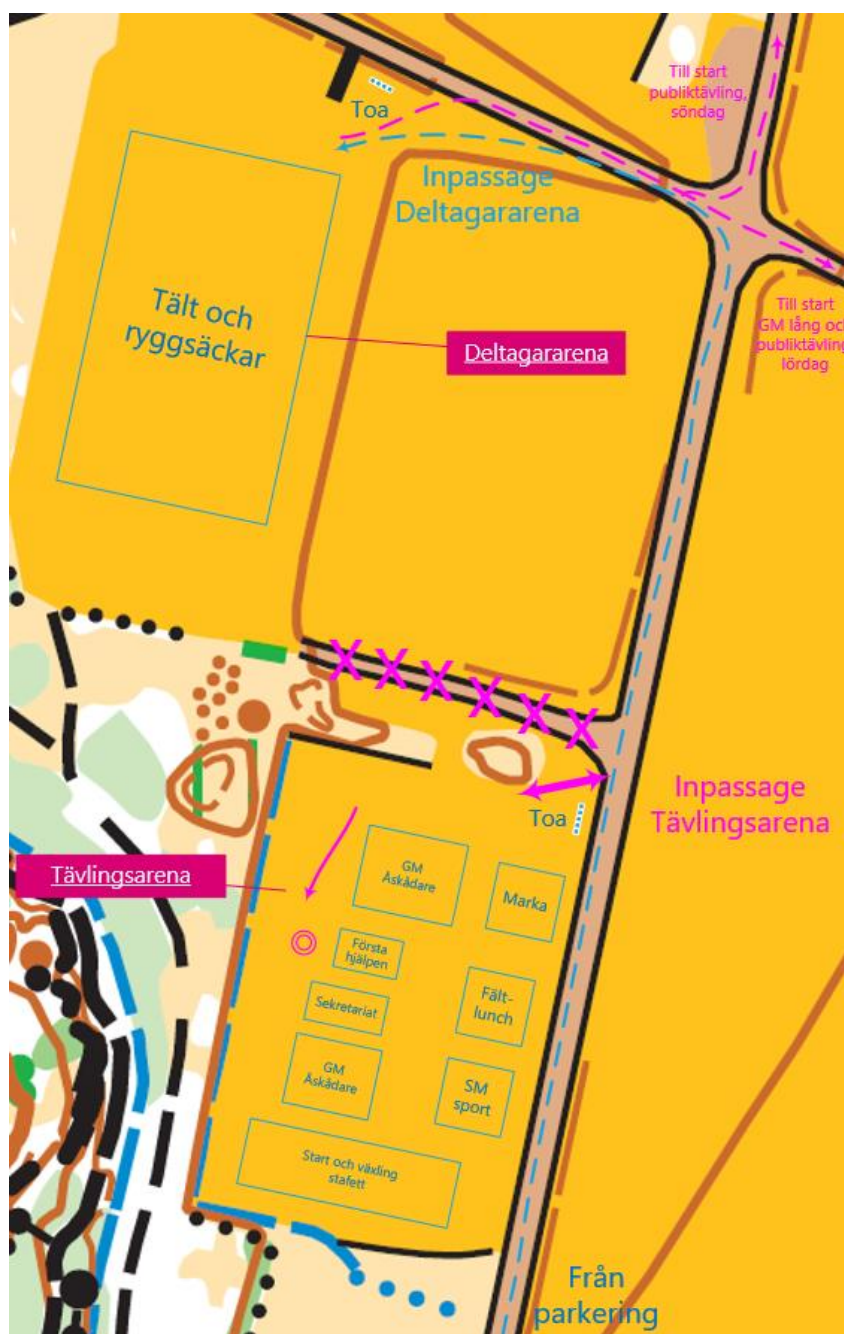 Till start
publiktävling,
söndag
Toa
Inpassage
Deltagararena
Tält och
ryggsäckar
Deltagararena
Till start
GM lång och
publiktävling
lördag
X X X X X X
Inpassage
Tävlingsarena
Toa
Tävlingsarena
GM
Åskådare
Marka
Första
hjälpen
Fält-
lunch
Sekretariat
GM
Åskådare
SM
sport
Start och växling
stafett
Från
parkering